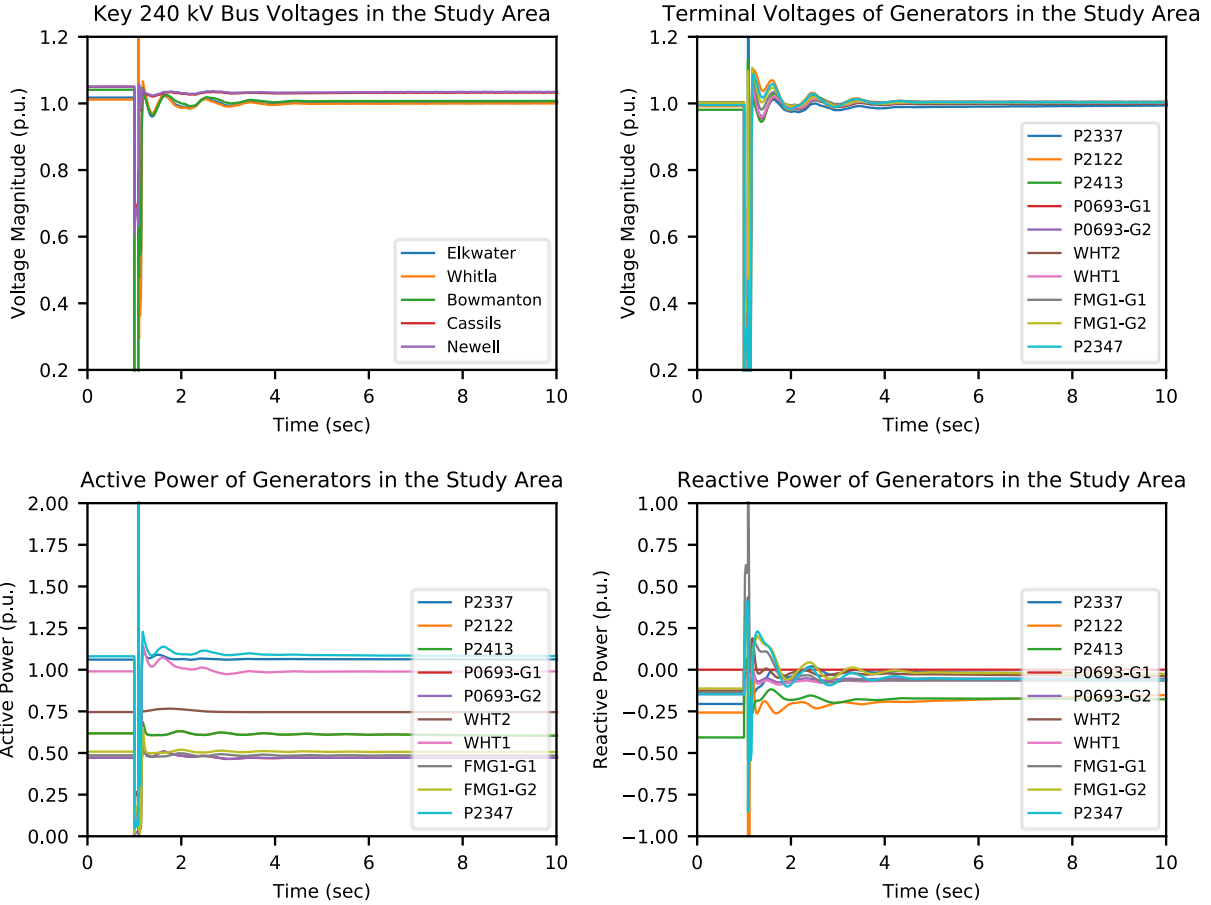 Key 240 kV Bus Voltages in the Study Area
1.2
1.0
0.8
0.6
0.4
0.2
Voltage Magnitude (p.u.)
0 2 4 6 8 10
Time (sec)
Elkwater
Whitla
Bowmanton
Cassils
Newell
Terminal Voltages of Generators in the Study Area
1.2
1.0
0.8
0.6
0.4
0.2
Voltage Magnitude (p.u.)
0 2 4 6 8 10
Time (sec)
P2337
P2122
P2413
P0693-G1
P0693-G2
WHT2
WHT1
FMG1-G1
FMG1-G2
P2347
Active Power of Generators in the Study Area
2.00
1.75
1.50
1.25
1.00
0.75
0.50
0.25
0.00
Active Power (p.u.)
0 2 4 6 8 10
Time (sec)
P2337
P2122
P2413
P0693-G1
P0693-G2
WHT2
WHT1
FMG1-G1
FMG1-G2
P2347
Reactive Power of Generators in the Study Area
1.00
0.75
0.50
0.25
0.00
−0.25
−0.50
−0.75
−1.00
Reactive Power (p.u.)
0 2 4 6 8 10
Time (sec)
P2337
P2122
P2413
P0693-G1
P0693-G2
WHT2
WHT1
FMG1-G1
FMG1-G2
P2347